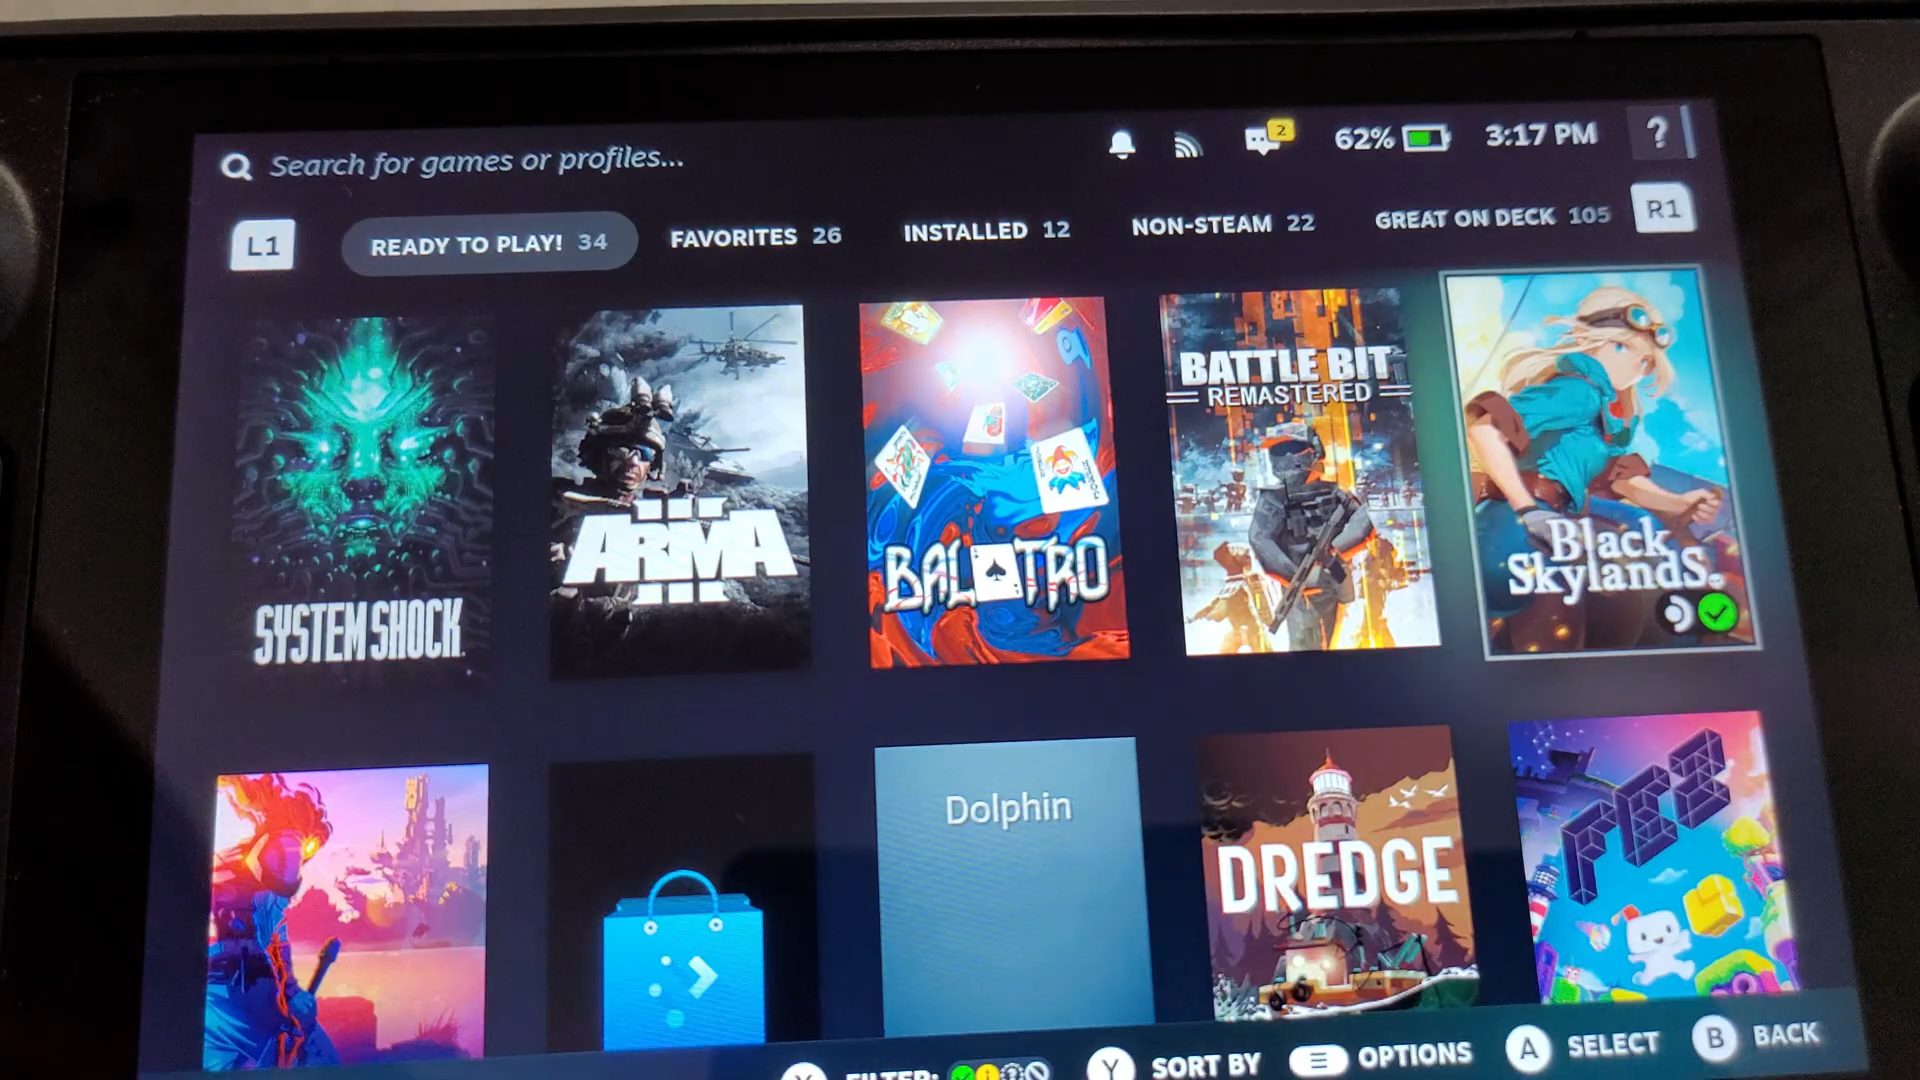 Search for games or profiles...
2
62%
3:17 PM
?
L1
READY TO PLAY! 34
FAVORITES 26
INSTALLED 12
NON-STEAM 22
GREAT ON DECK 105
R1
SYSTEM SHOCK
ARMA
III
BALATRO
BATTLE BIT
REMASTERED
Black
Skylands
Dolphin
DREDGE
FEZ
FILTER:
Y SORT BY
OPTIONS
A SELECT
B BACK